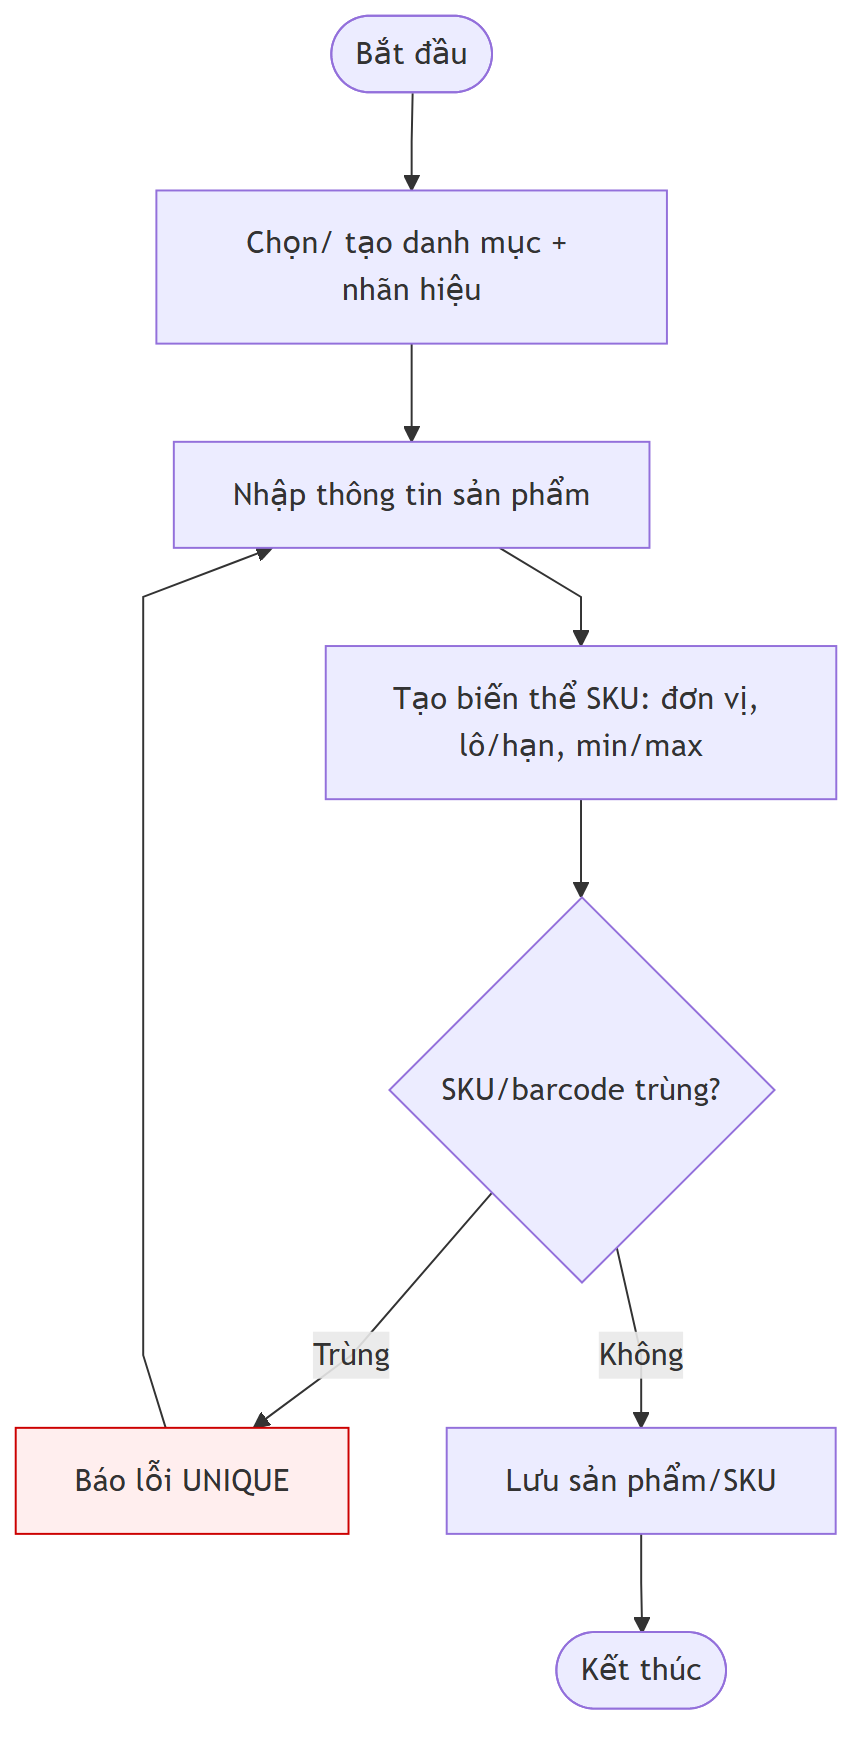 Bắt đầu
Chọn/ tạo danh mục +
nhãn hiệu
Nhập thông tin sản phẩm
Tạo biến thể SKU: đơn vị,
lô/hạn, min/max
SKU/barcode trùng?
Trùng
Không
Báo lỗi UNIQUE
Lưu sản phẩm/SKU
Kết thúc